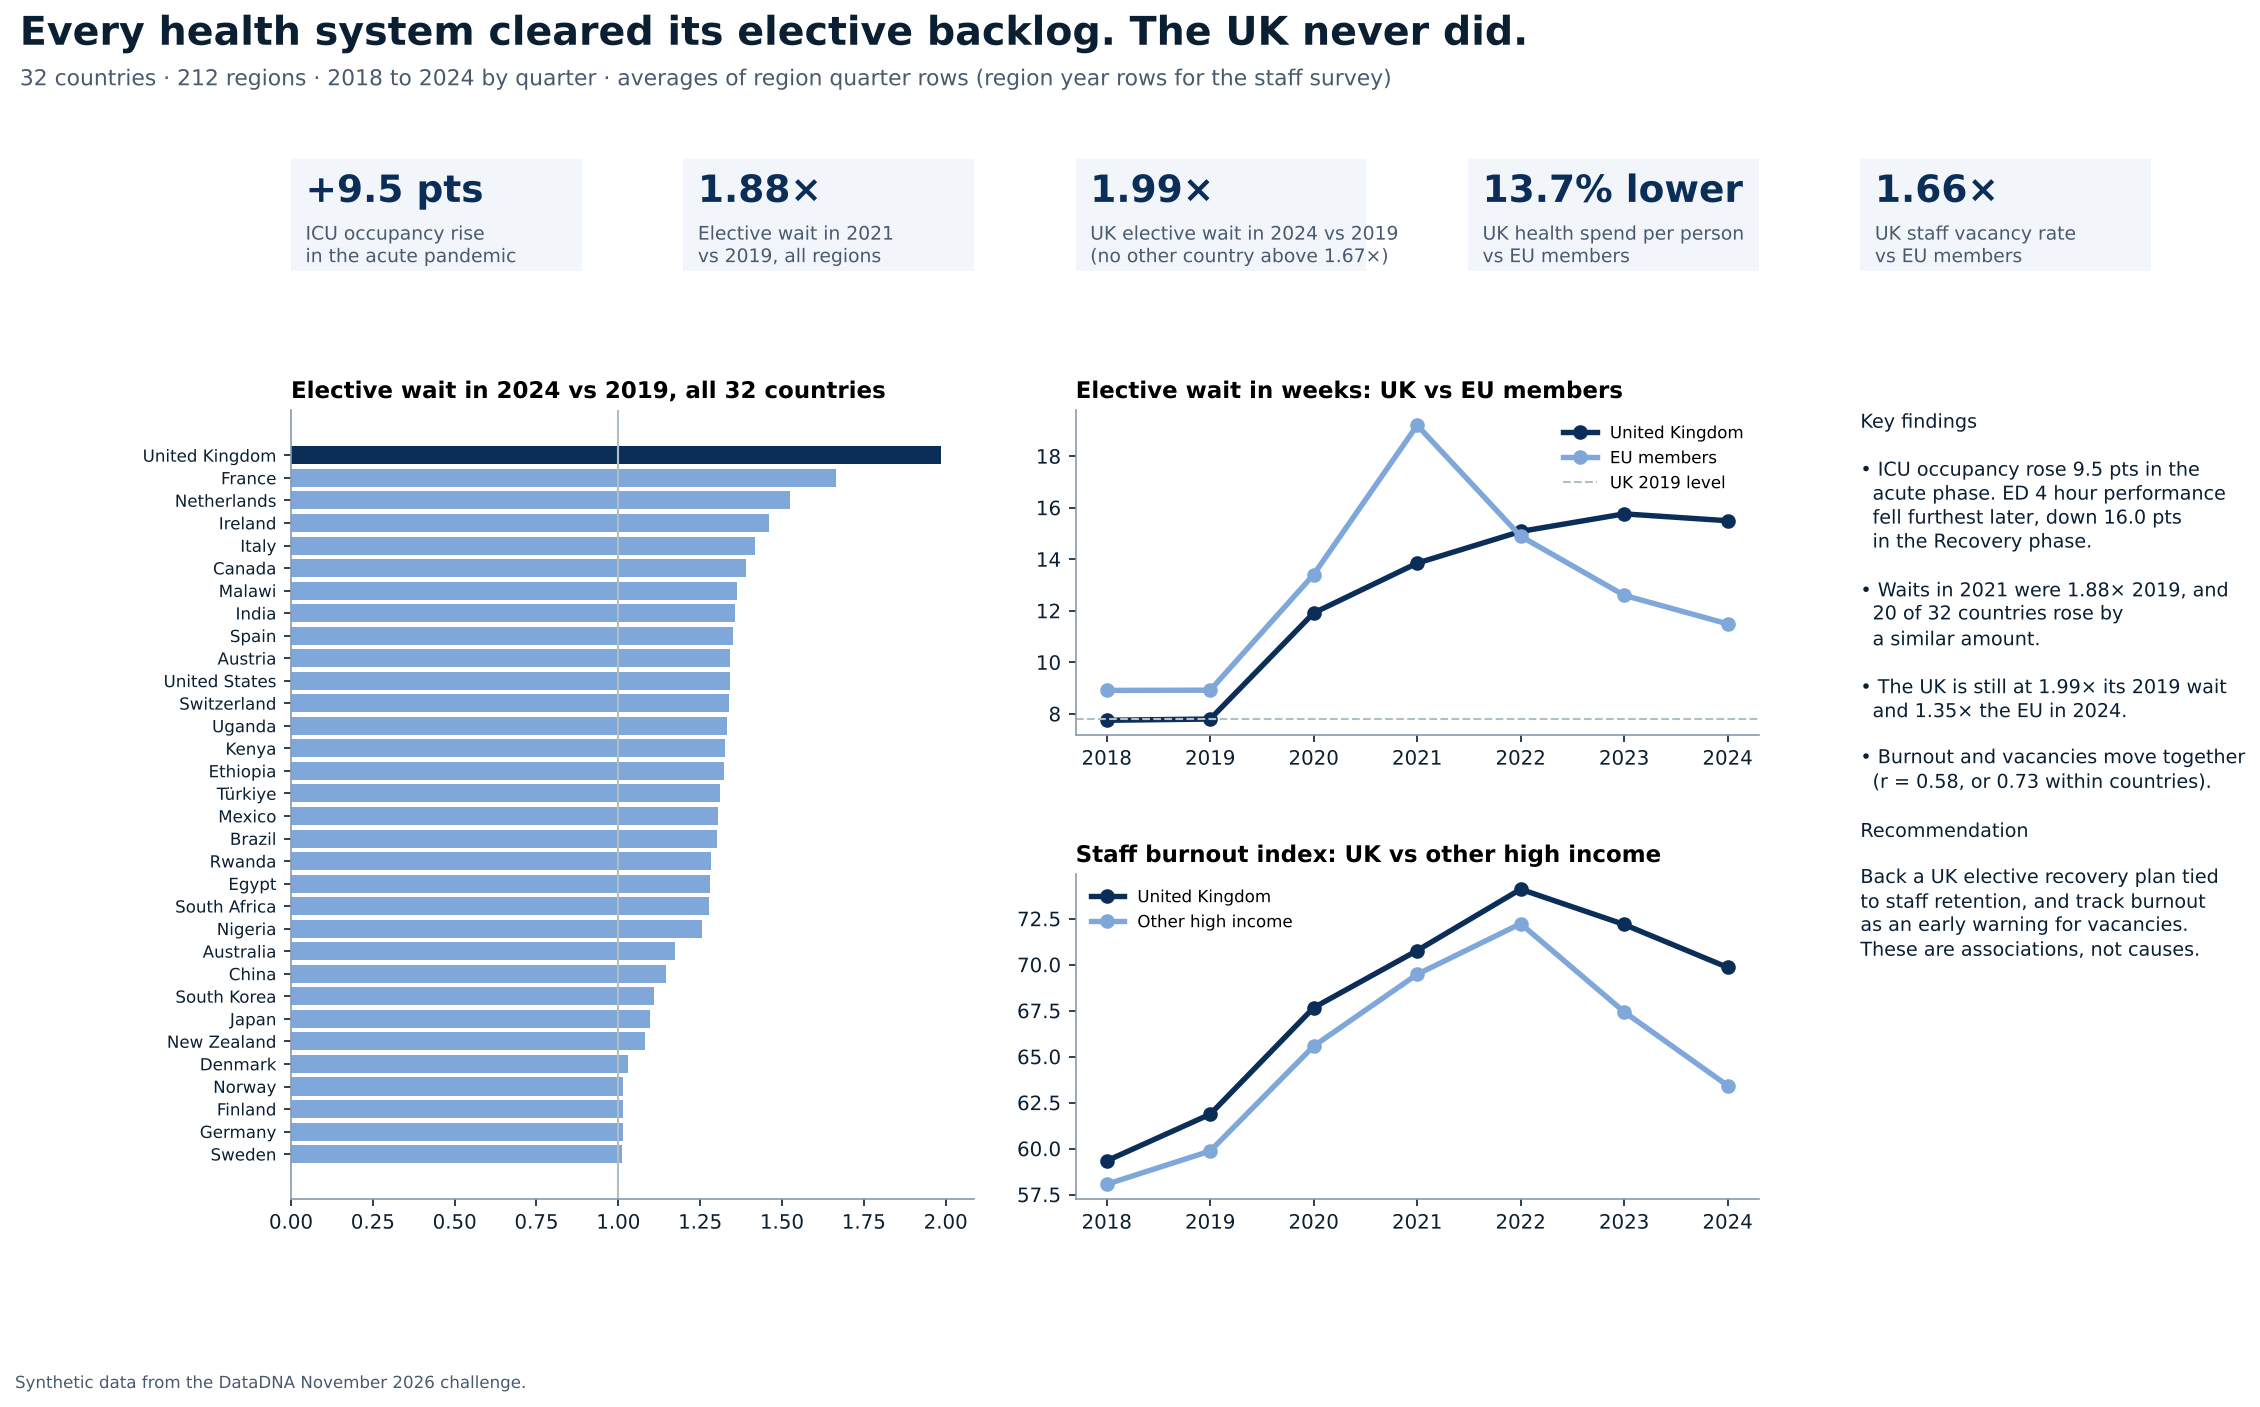 Every health system cleared its elective backlog. The UK never did.
32 countries · 212 regions · 2018 to 2024 by quarter · averages of region quarter rows (region year rows for the staff survey)
+9.5 pts
ICU occupancy rise
in the acute pandemic
1.88×
Elective wait in 2021
vs 2019, all regions
1.99×
UK elective wait in 2024 vs 2019
(no other country above 1.67×)
13.7% lower
UK health spend per person
vs EU members
1.66×
UK staff vacancy rate
vs EU members
Elective wait in 2024 vs 2019, all 32 countries
United Kingdom
France
Netherlands
Ireland
Italy
Canada
Malawi
India
Spain
Austria
United States
Switzerland
Uganda
Kenya
Ethiopia
Türkiye
Mexico
Brazil
Rwanda
Egypt
South Africa
Nigeria
Australia
China
South Korea
Japan
New Zealand
Denmark
Norway
Finland
Germany
Sweden
0.00 0.25 0.50 0.75 1.00 1.25 1.50 1.75 2.00
Elective wait in weeks: UK vs EU members
United Kingdom
EU members
UK 2019 level
18
16
14
12
10
8
2018 2019 2020 2021 2022 2023 2024
Staff burnout index: UK vs other high income
United Kingdom
Other high income
72.5
70.0
67.5
65.0
62.5
60.0
57.5
2018 2019 2020 2021 2022 2023 2024
Key findings
• ICU occupancy rose 9.5 pts in the
acute phase. ED 4 hour performance
fell furthest later, down 16.0 pts
in the Recovery phase.
• Waits in 2021 were 1.88× 2019, and
20 of 32 countries rose by
a similar amount.
• The UK is still at 1.99× its 2019 wait
and 1.35× the EU in 2024.
• Burnout and vacancies move together
(r = 0.58, or 0.73 within countries).
Recommendation
Back a UK elective recovery plan tied
to staff retention, and track burnout
as an early warning for vacancies.
These are associations, not causes.
Synthetic data from the DataDNA November 2026 challenge.